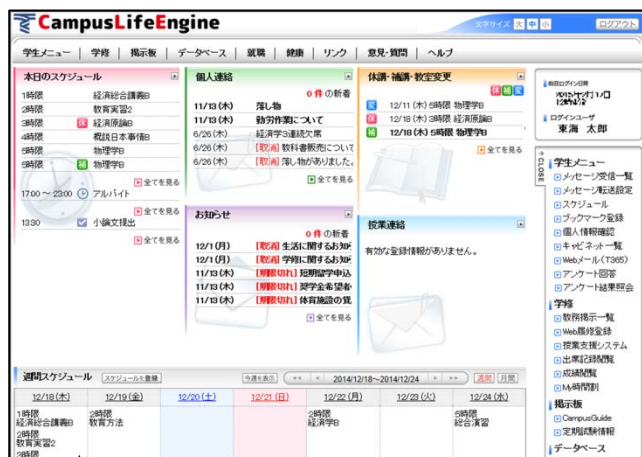 CampusLifeEngine
文字サイズ 大 中 小 ログアウト
学生メニュー | 学修 | 掲示板 | データベース | 就職 | 健康 | リンク | 意見・質問 | ヘルプ
本日のスケジュール
1時限 経済総合講義B
2時限 教育実習2
3時限 休 経済原論B
4時限 概説日本事情B
5時限 物理学B
5時限 補 物理学B
全てを見る
17:00～23:00 アルバイト
全てを見る
13:30 小論文提出
全てを見る
個人連絡
0 件 の新着
11/13(木) 落し物
11/13(木) 勤労作業について
6/26(木) 経済学3連続欠席
6/26(木) [取消] 教科書販売について
6/26(木) [取消] 落し物がありました。
全てを見る
お知らせ
0 件 の新着
12/1(月) [取消] 生活に関するお知
12/1(月) [取消] 学修に関するお知
11/13(木) [期限切れ] 短期留学申込
11/13(木) [期限切れ] 奨学金希望者
11/13(木) [期限切れ] 体育施設の貸
全てを見る
休講・補講・教室変更
休 補 変
変 12/11 (木) 5時限 物理学B
休 12/18 (木) 3時限 経済原論B
補 12/18 (木) 5時限 物理学B
全てを見る
授業連絡
有効な登録情報がありません。
前回ログイン日時
ログインユーザ
東海 太郎
CLOSE
学生メニュー
メッセージ受信一覧
メッセージ転送設定
スケジュール
ブックマーク登録
個人情報確認
キャビネット一覧
Webメール(T365)
アンケート回答
アンケート結果照会
学修
教務掲示一覧
Web履修登録
授業支援システム
出席記録閲覧
成績閲覧
My時間割
掲示板
CampusGuide
定期試験情報
データベース
週間スケジュール スケジュールを登録 今週を表示 2014/12/18～2014/12/24 週間 月間
12/18(木) 12/19(金) 12/20(土) 12/21(日) 12/22(月) 12/23(火) 12/24(水)
1時限 2時限 2時限 5時限
経済総合講義B 教育方法 経済学B 総合演習
2時限
教育実習2
3時限